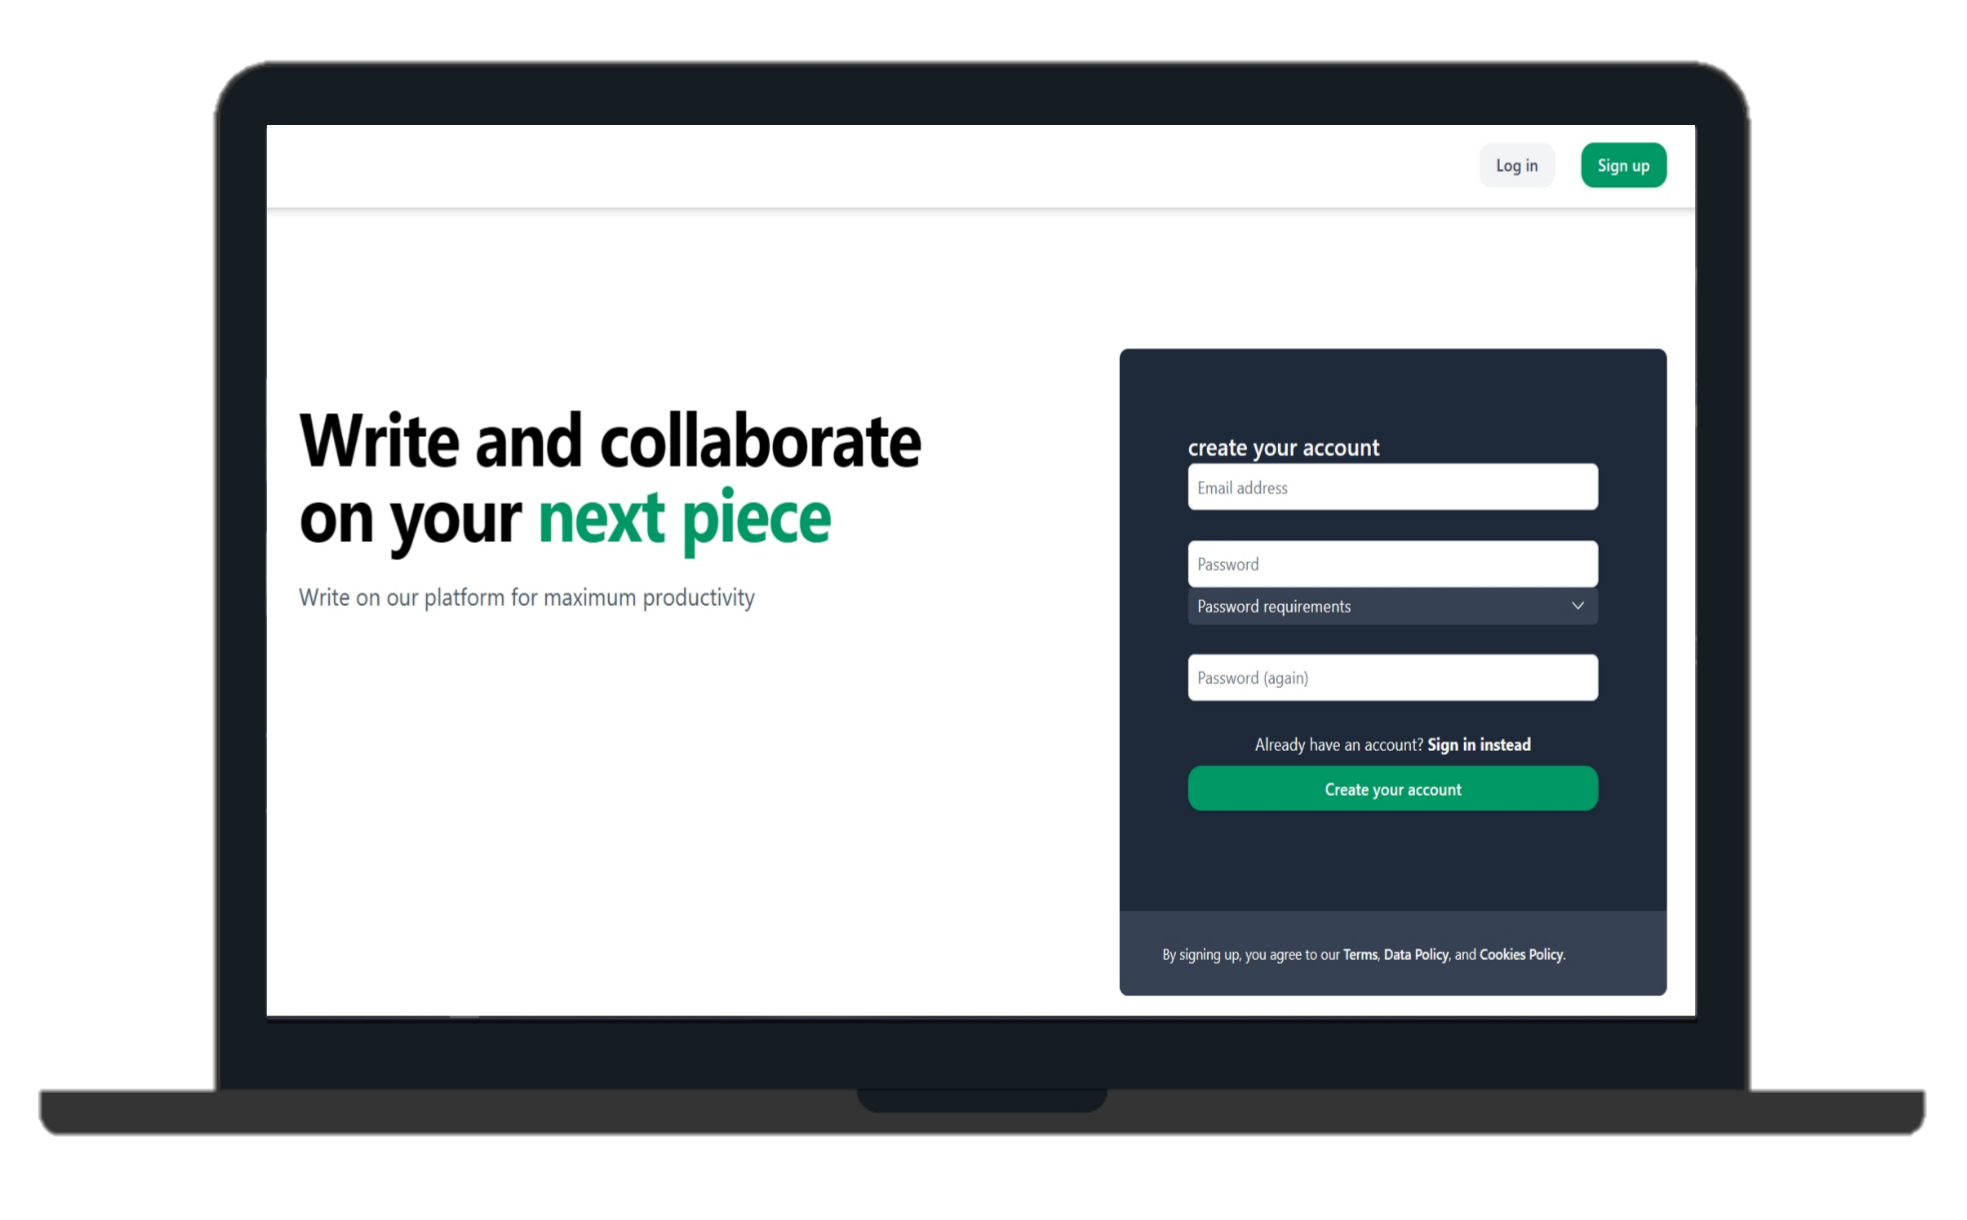 Log in
Sign up
Write and collaborate
on your next piece
Write on our platform for maximum productivity
create your account
Email address
Password
Password requirements
Password (again)
Already have an account? Sign in instead
Create your account
By signing up, you agree to our Terms, Data Policy, and Cookies Policy.